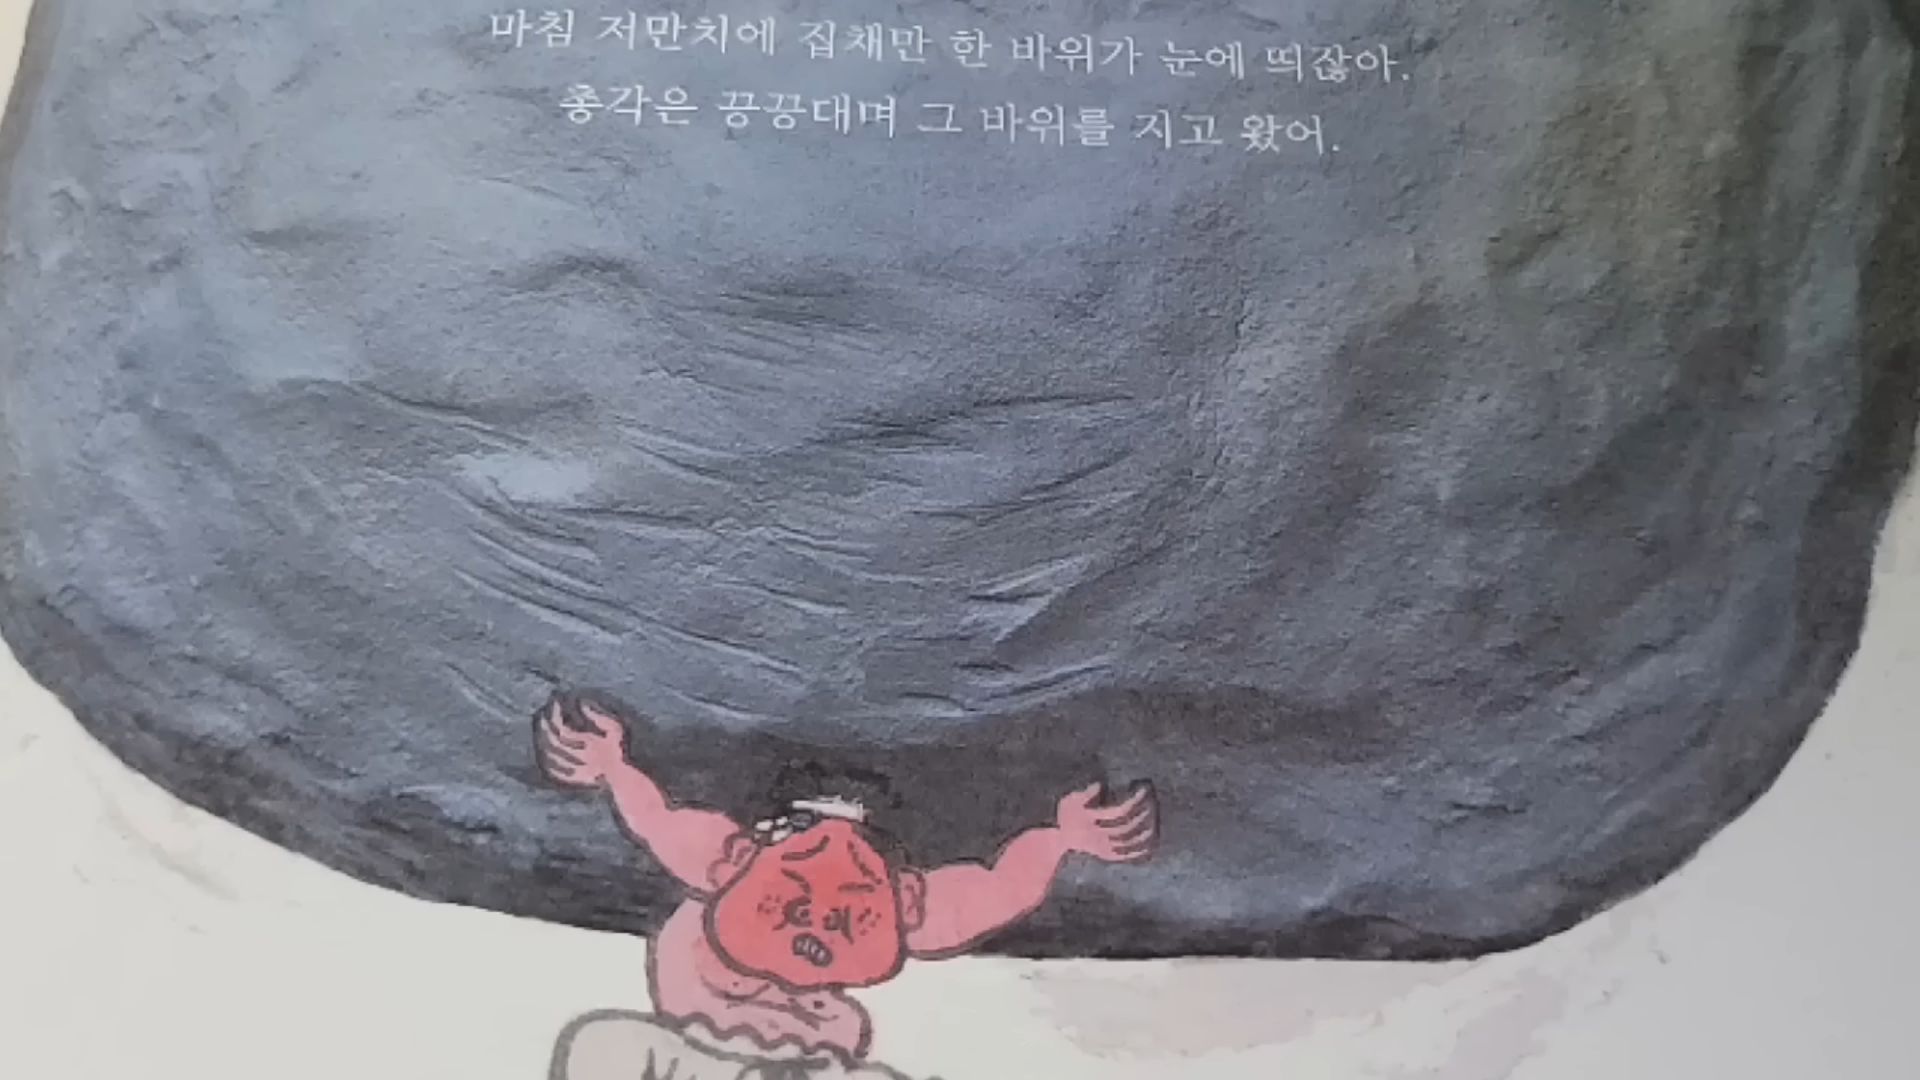 마침 저만치에 집채만 한 바위가 눈에 띄잖아.
총각은 끙끙대며 그 바위를 지고 왔어.